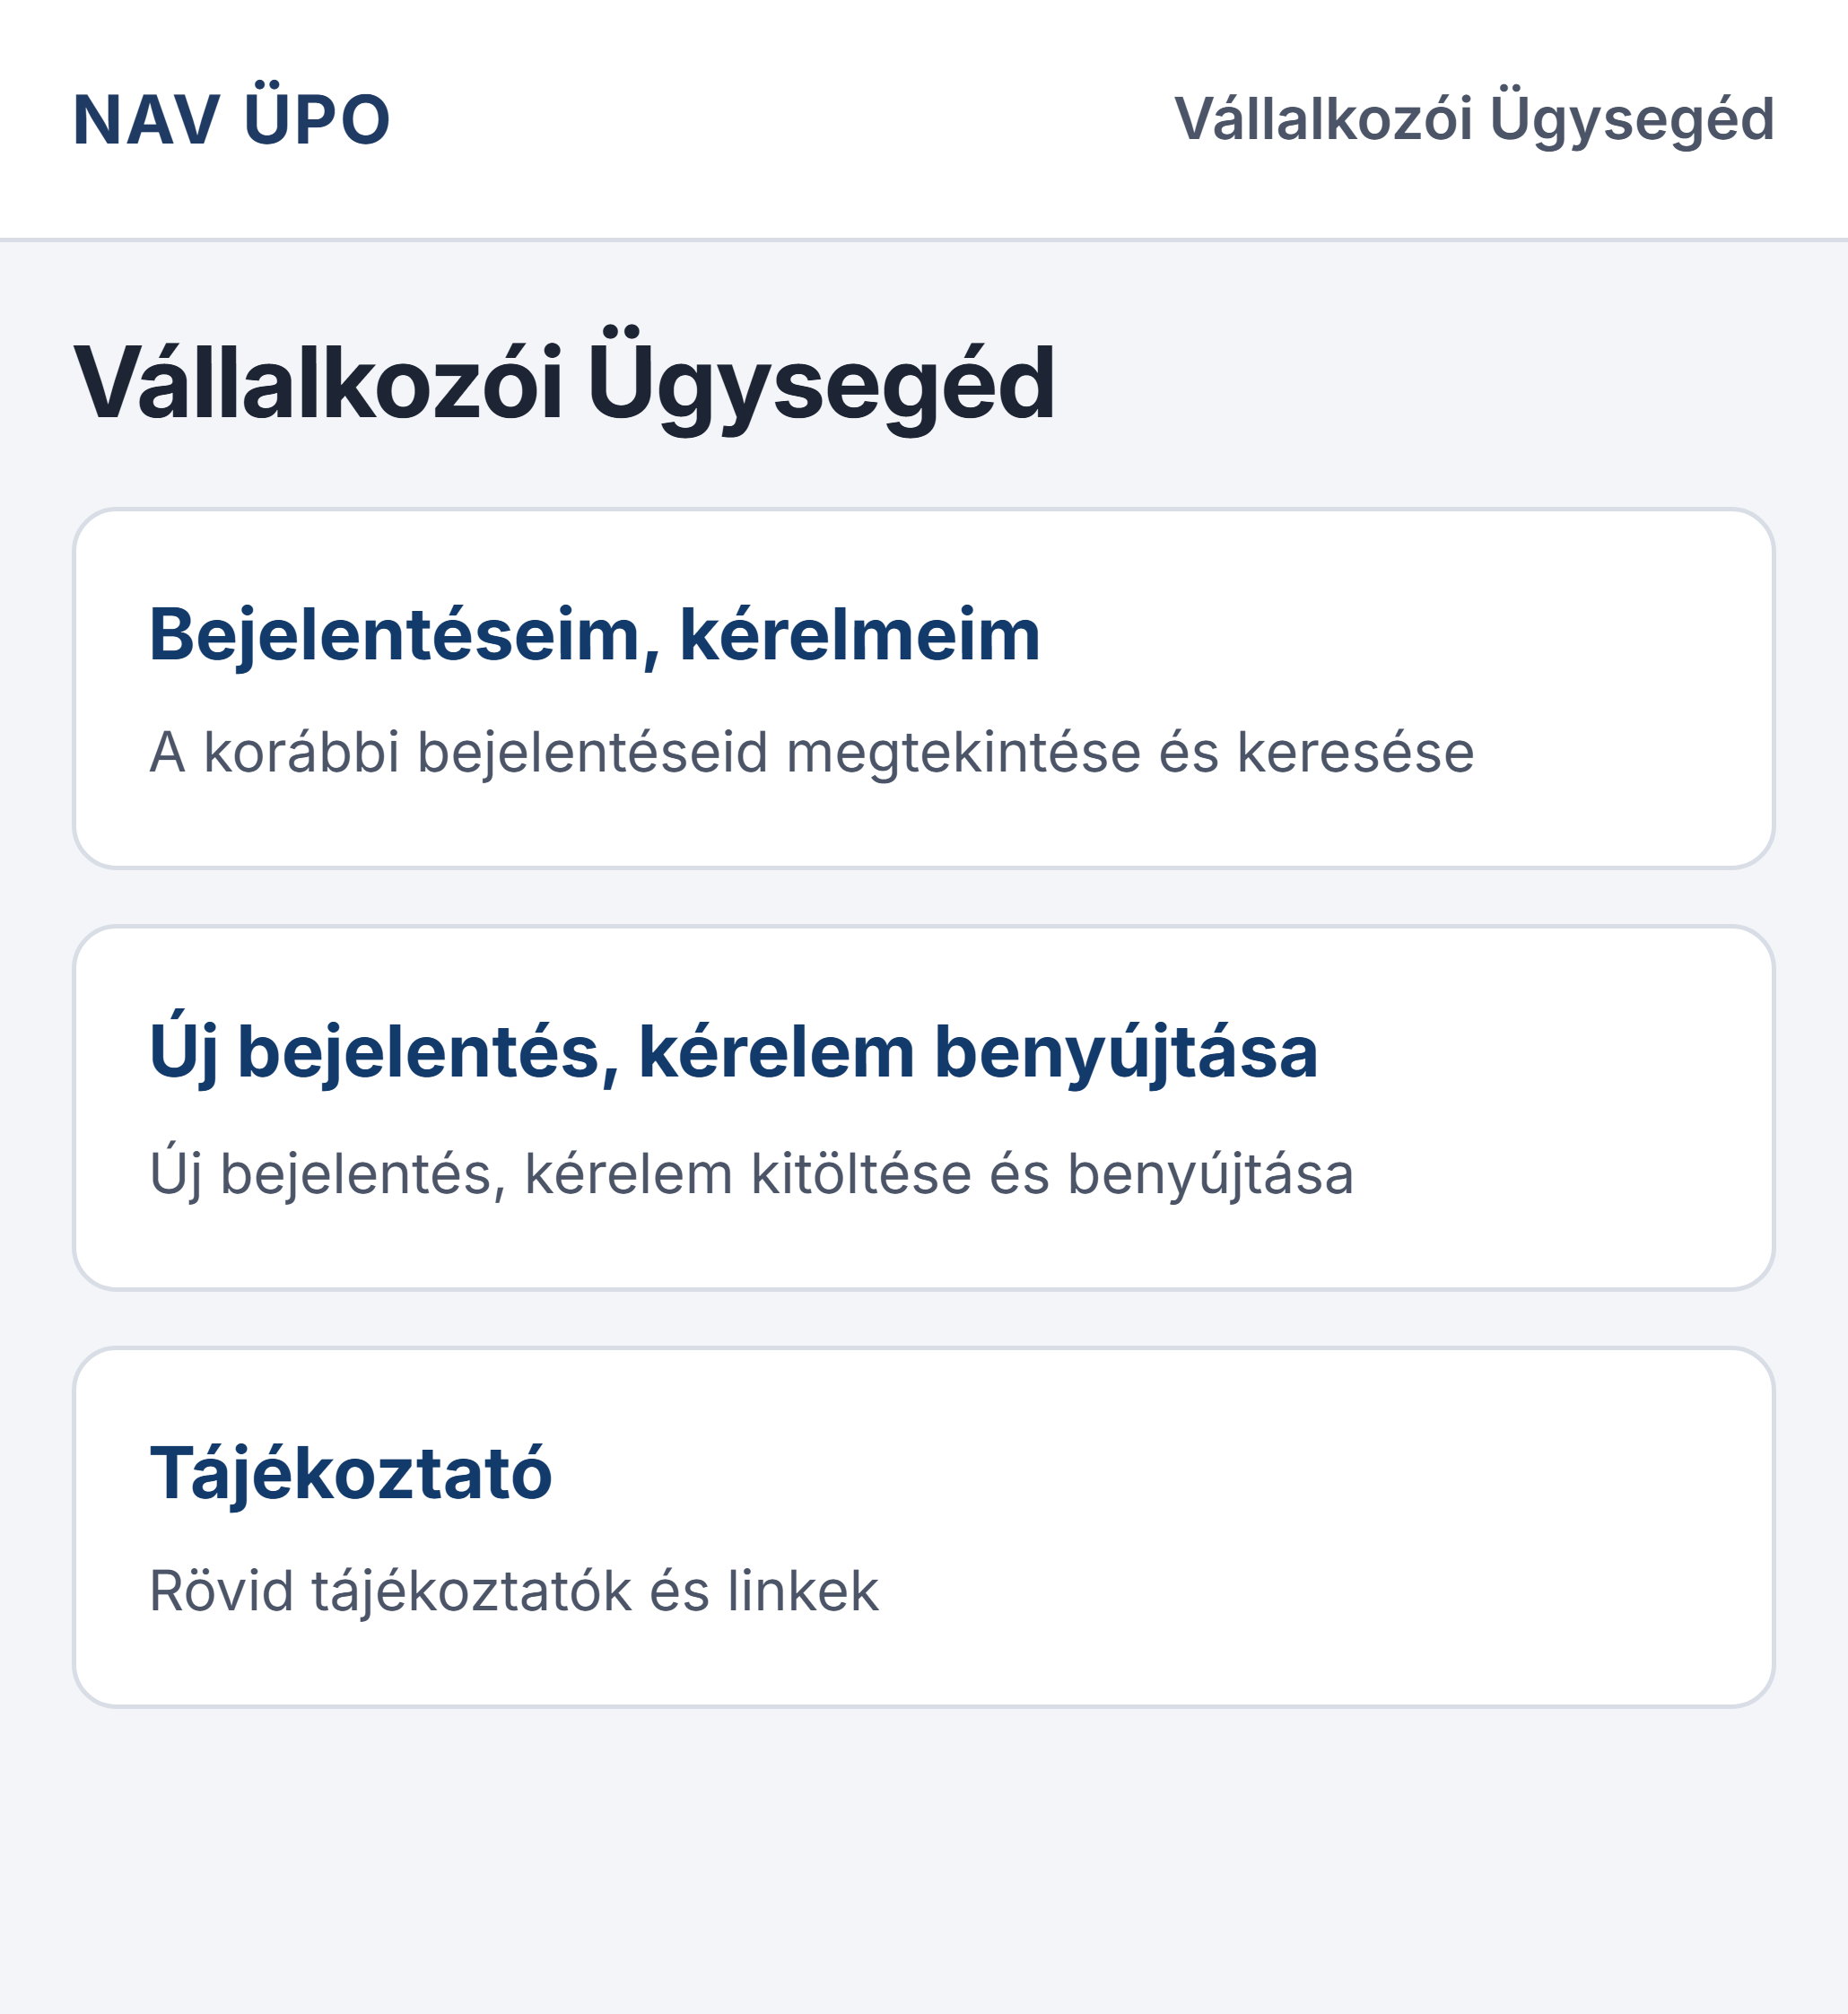 NAV ÜPO
Vállalkozói Ügysegéd
Vállalkozói Ügysegéd
Bejelentéseim, kérelmeim
A korábbi bejelentéseid megtekintése és keresése
Új bejelentés, kérelem benyújtása
Új bejelentés, kérelem kitöltése és benyújtása
Tájékoztató
Rövid tájékoztatók és linkek